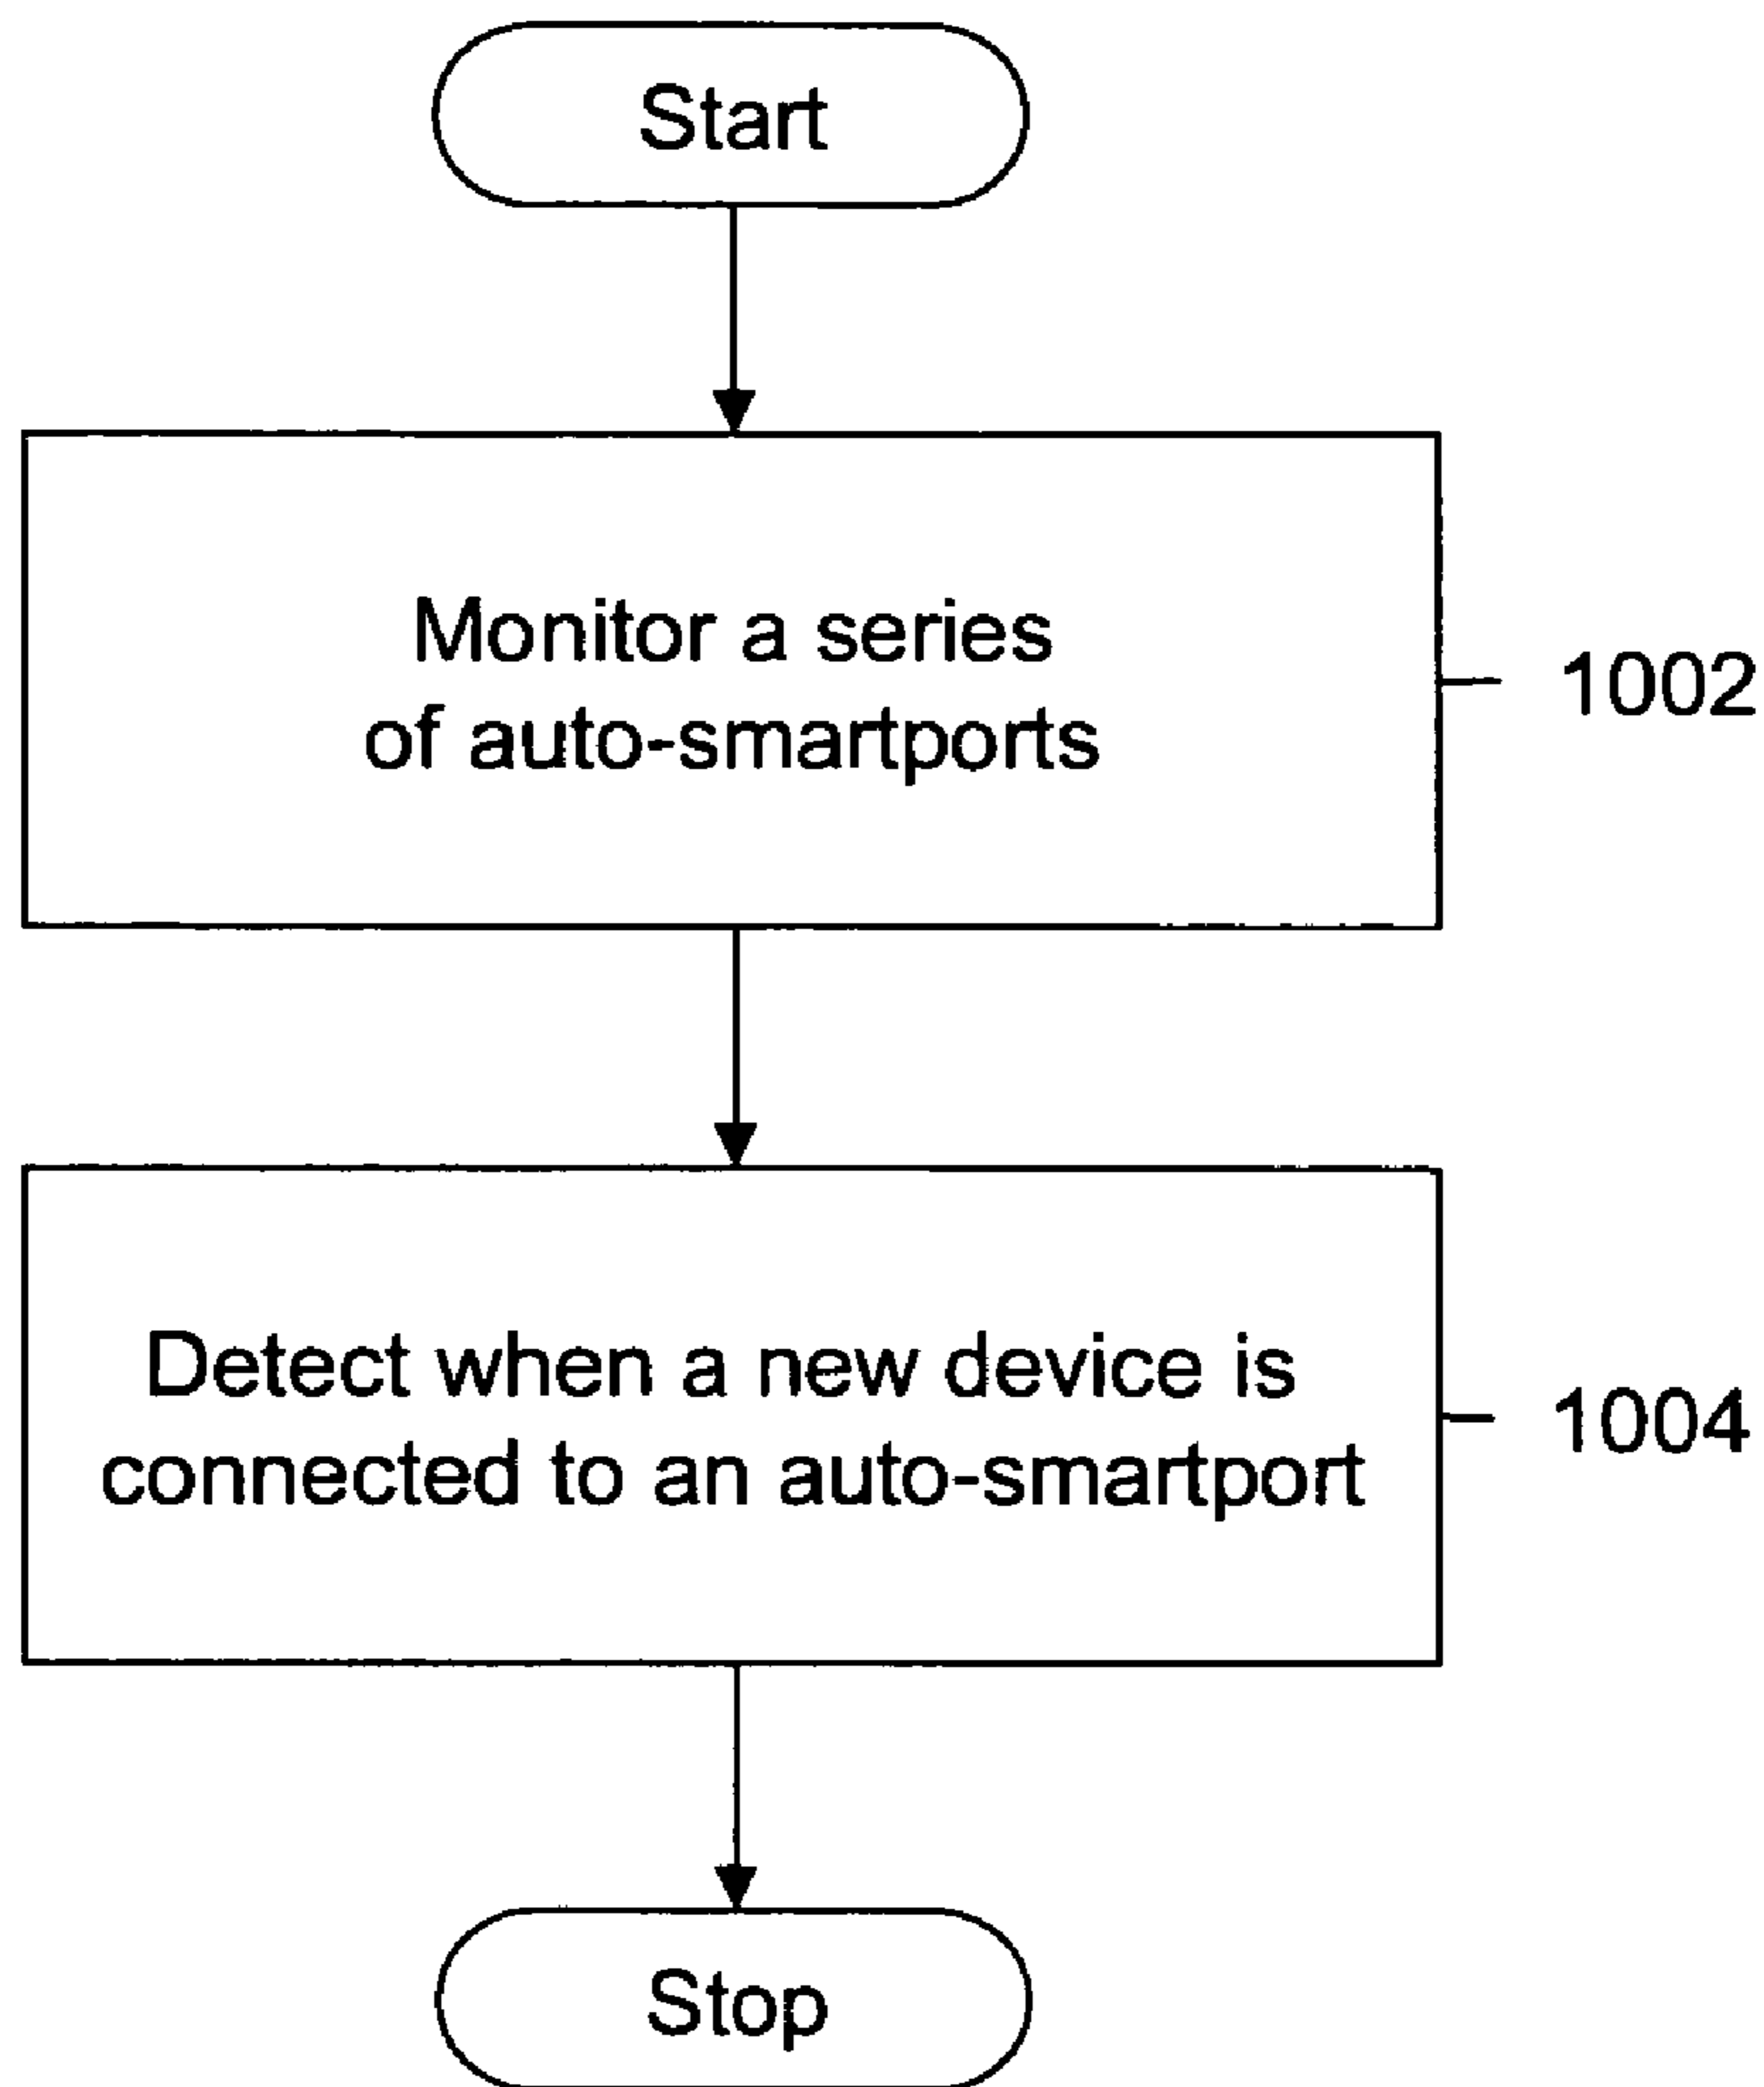 Start
Monitor a series
of auto-smartports
1002
Detect when a new device is
connected to an auto-smartport
1004
Stop